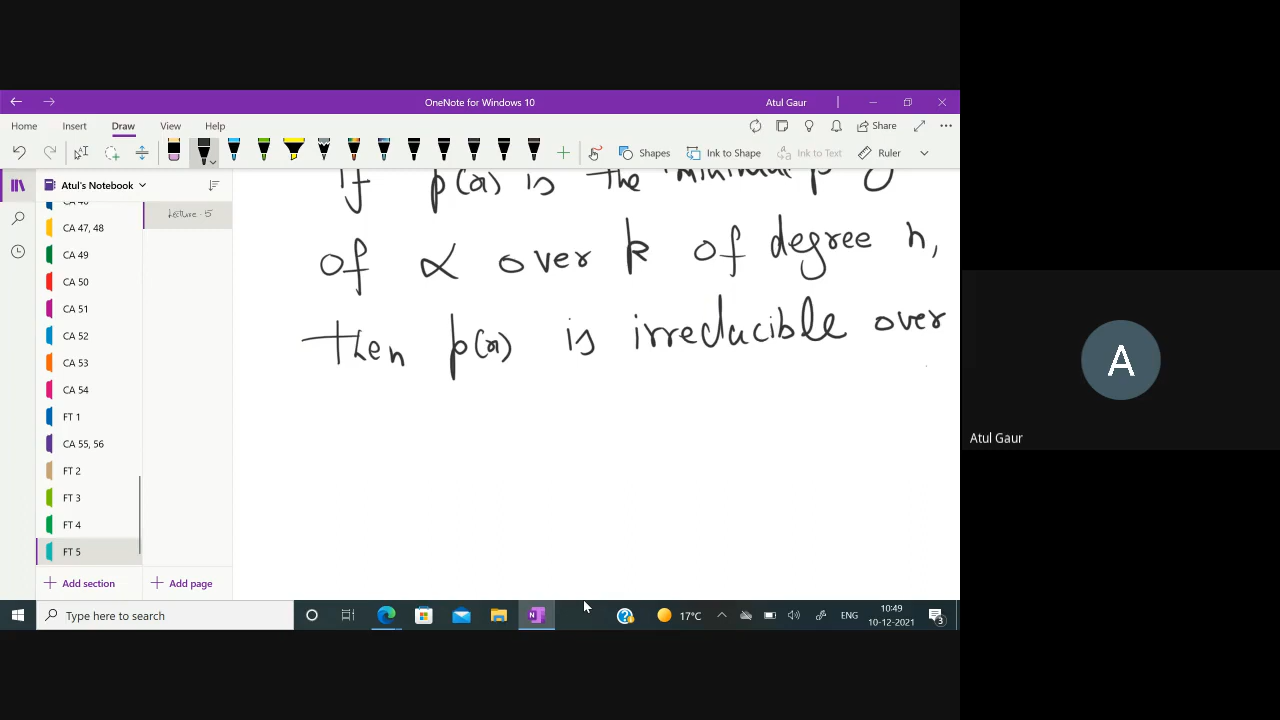 OneNote for Windows 10
Atul Gaur
Home Insert Draw View Help
Share
Shapes
Ink to Shape
Ink to Text
Ruler
Atul's Notebook
CA 47, 48
CA 49
CA 50
CA 51
CA 52
CA 53
CA 54
FT 1
CA 55, 56
FT 2
FT 3
FT 4
FT 5
Add section
Add page
Lecture - 5
If p(x) is the minimal
of α over k of degree n,
then p(x) is irreducible over
A
Atul Gaur
Type here to search
17°C
ENG
10:49
10-12-2021
3